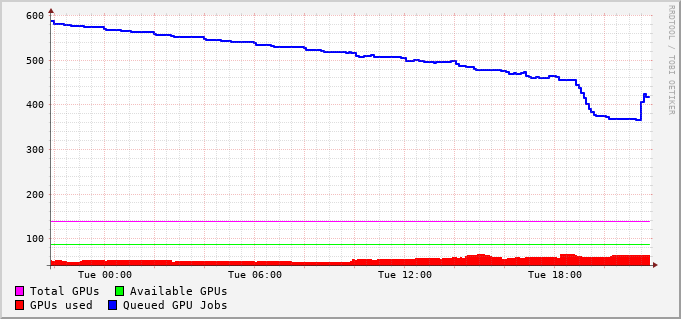 600
500
400
300
200
100
Tue 00:00 Tue 06:00 Tue 12:00 Tue 18:00
Total GPUs Available GPUs
GPUs used Queued GPU Jobs
RRDTOOL / TOBI OETIKER